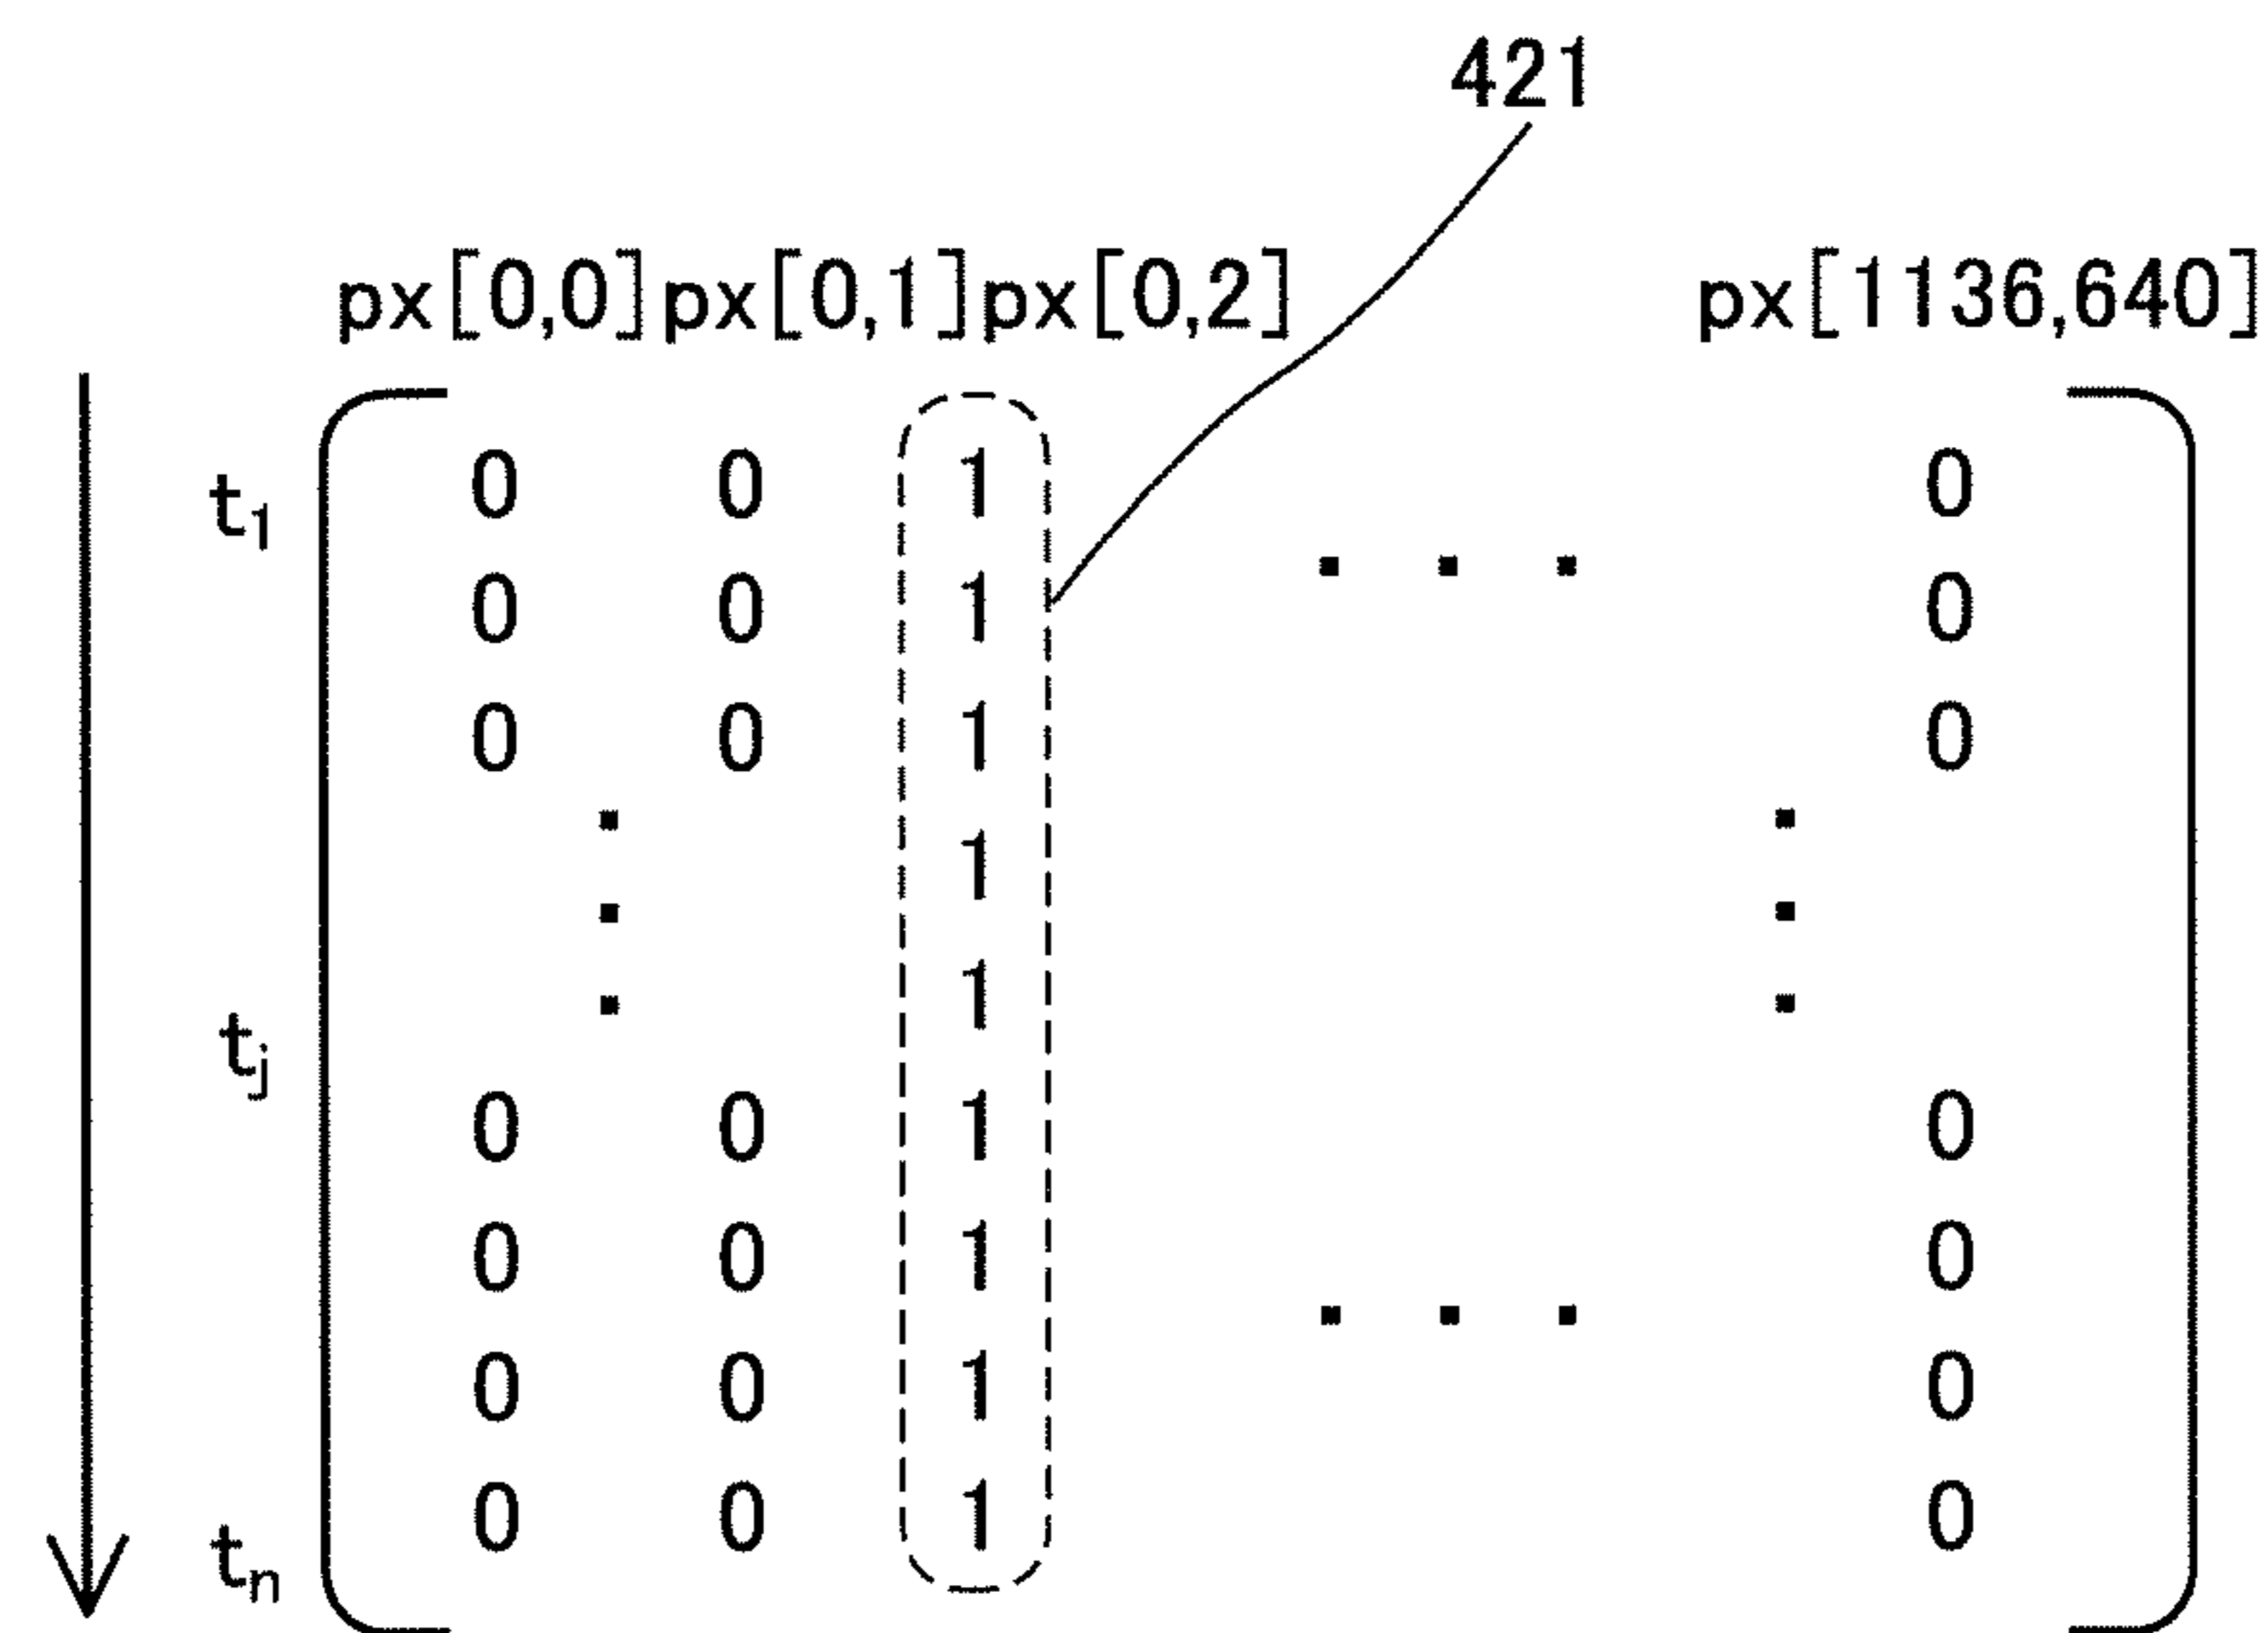 421
px[0,0]px[0,1]px[0,2] px[1136,640]
t1 0 0 1 . . . 0
0 0 1 0
0 0 1 0
1
1
tj
0 0 1 0
0 0 1 . . . 0
0 0 1 0
tn 0 0 1 0